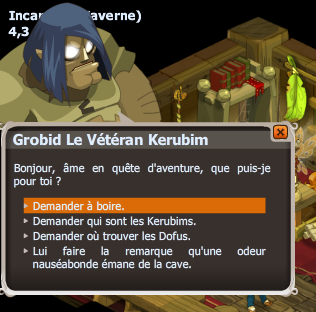 Incar averne)
4,3
Grobid Le Vétéran Kerubim
Bonjour, âme en quête d'aventure, que puis-je
pour toi ?
Demander à boire.
Demander qui sont les Kerubims.
Demander où trouver les Dofus.
Lui faire la remarque qu'une odeur
nauséabonde émane de la cave.